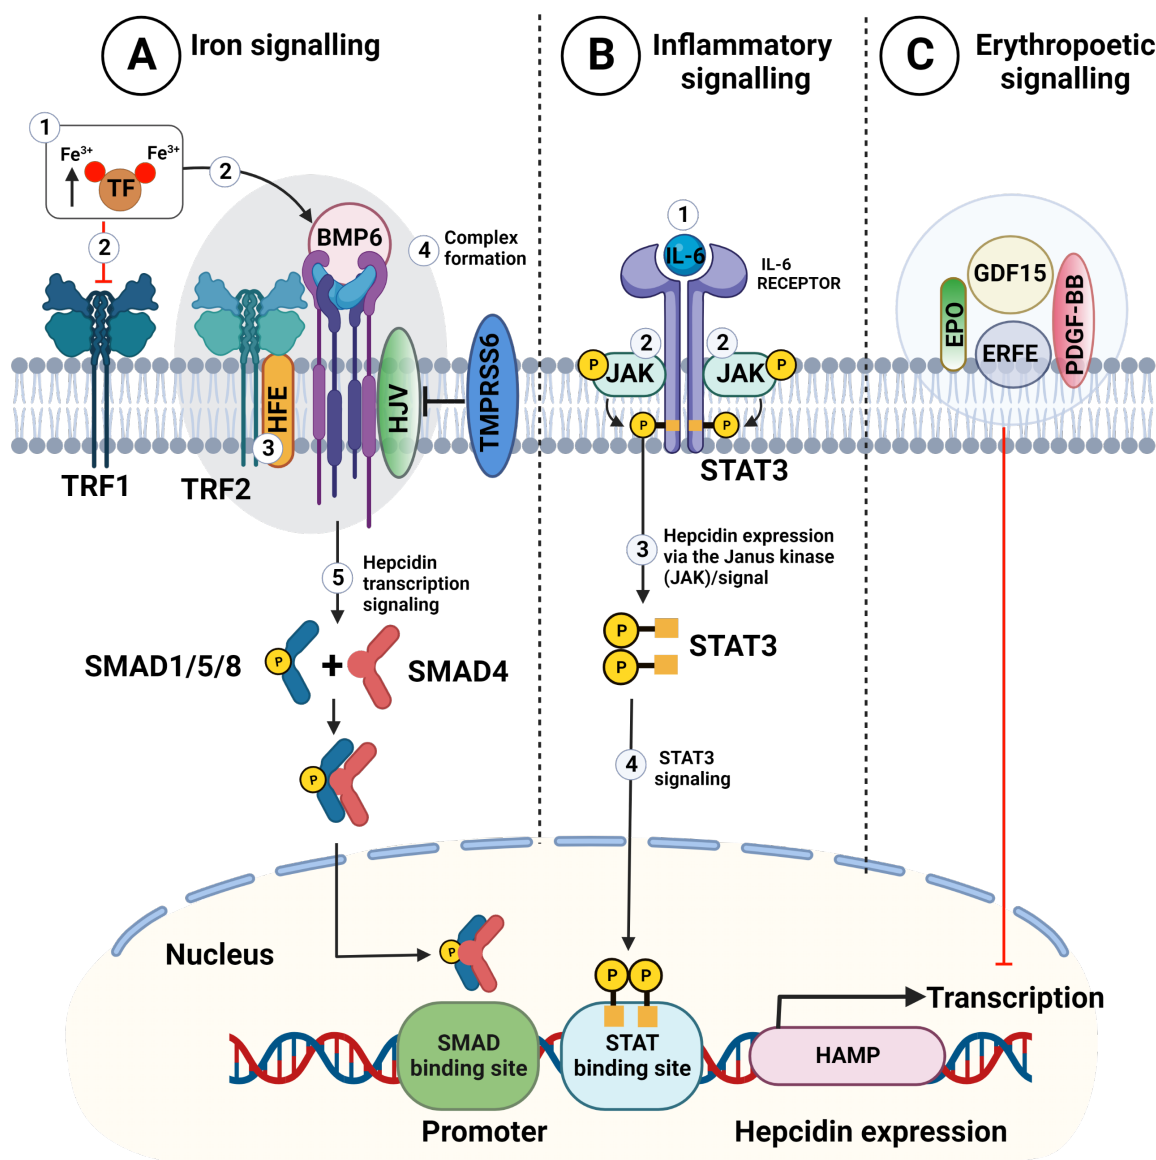 A
Iron signalling
1
Fe3+
Fe3+
TF
2
2
BMP6
4
Complex
formation
HFE
3
HJV
TMPRSS6
TRF1
TRF2
5
Hepcidin
transcription
signaling
SMAD1/5/8
P
+
SMAD4
P
B
Inflammatory
signalling
1
IL-6
IL-6
RECEPTOR
2
2
P
JAK
JAK
P
P
P
STAT3
3
Hepcidin expression
via the Janus kinase
(JAK)/signal
P
P
STAT3
4
STAT3
signaling
C
Erythropoetic
signalling
EPO
GDF15
ERFE
PDGF-BB
Nucleus
P
P
P
Transcription
SMAD
binding site
STAT
binding site
HAMP
Promoter
Hepcidin expression